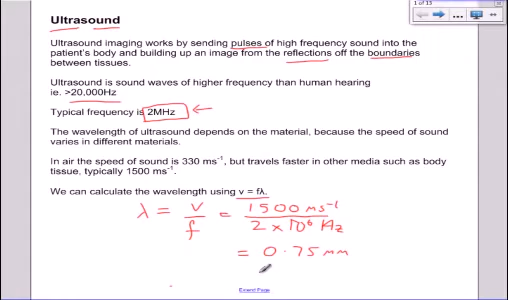 1 of 15
Ultrasound
Ultrasound imaging works by sending pulses of high frequency sound into the
patient's body and building up an image from the reflections off the boundaries
between tissues.
Ultrasound is sound waves of higher frequency than human hearing
ie. >20,000Hz
Typical frequency is 2MHz ←
The wavelength of ultrasound depends on the material, because the speed of sound
varies in different materials.
In air the speed of sound is 330 ms⁻¹, but travels faster in other media such as body
tissue, typically 1500 ms⁻¹.
We can calculate the wavelength using v = fλ.
λ = v/f = 1500 ms⁻¹ / 2 × 10⁶ Hz
= 0.75 mm
Extend Page